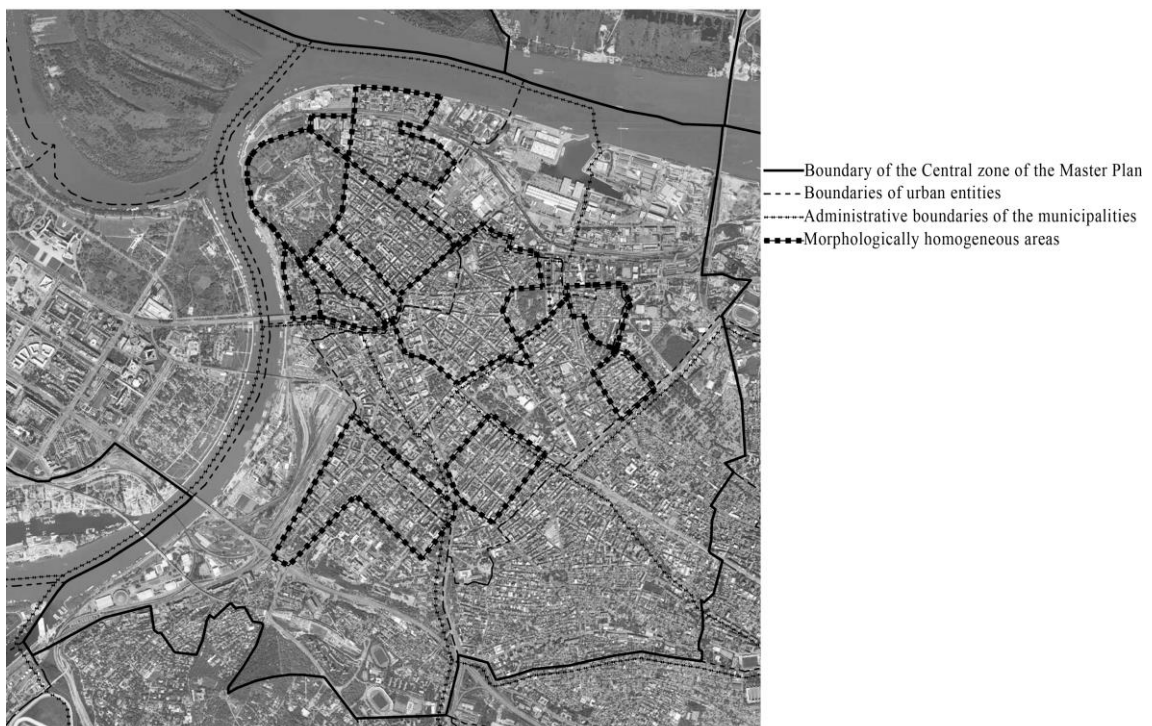 Boundary of the Central zone of the Master Plan
Boundaries of urban entities
Administrative boundaries of the municipalities
Morphologically homogeneous areas